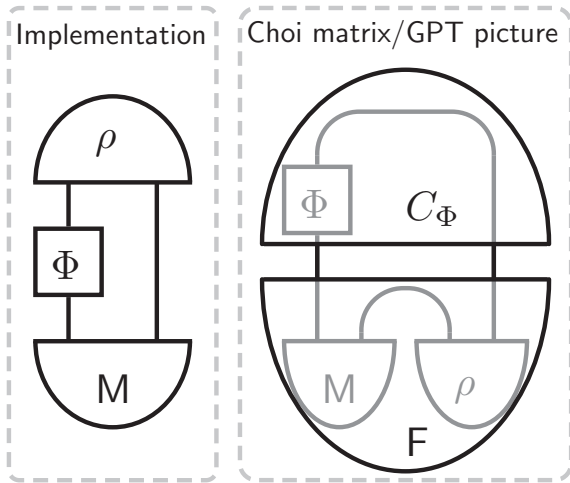 Implementation
ρ
Φ
M
Choi matrix/GPT picture
Φ
C_Φ
M
ρ
F